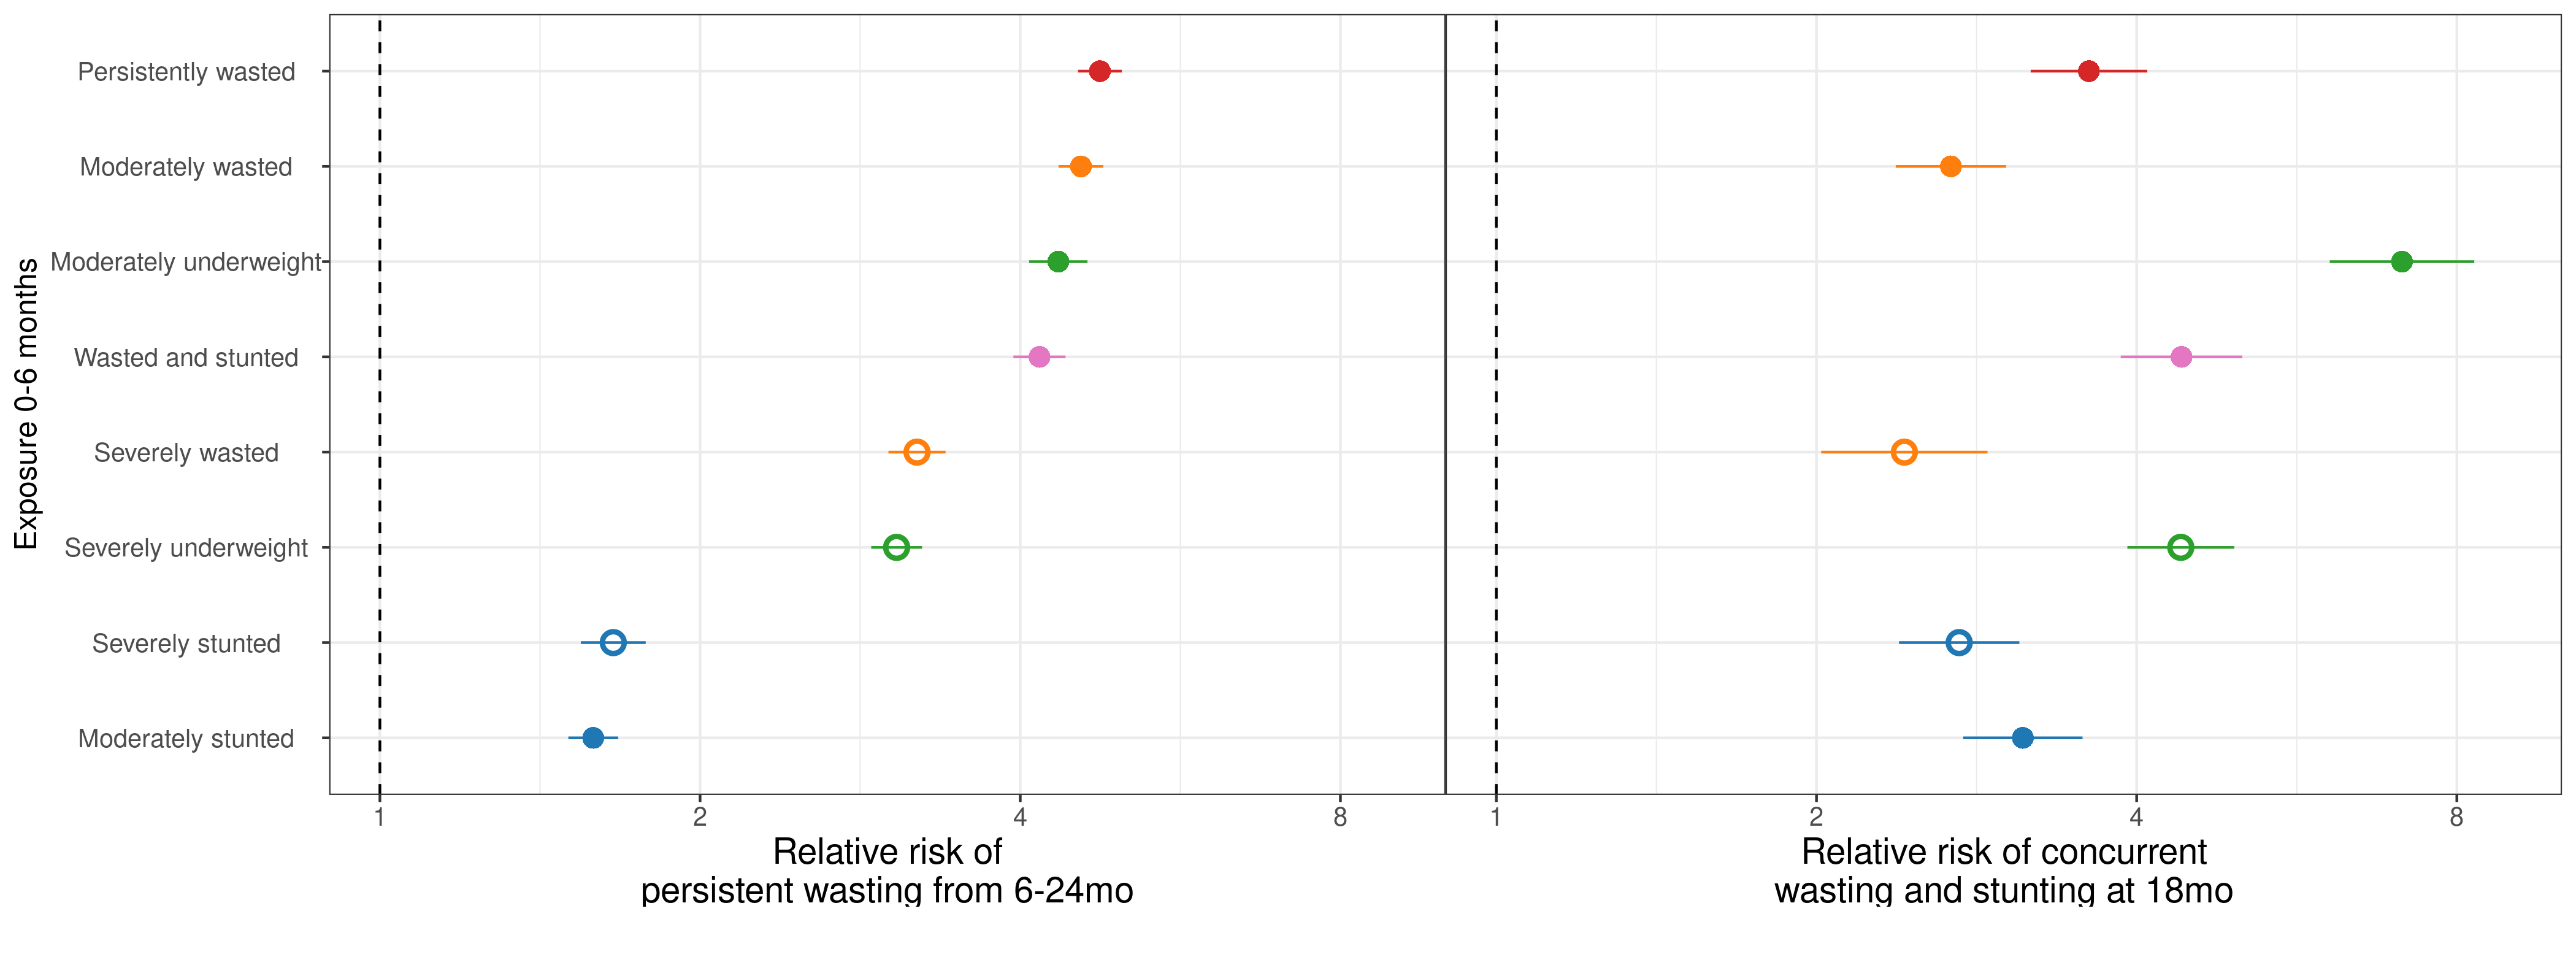 Exposure 0-6 months
Persistently wasted
Moderately wasted
Moderately underweight
Wasted and stunted
Severely wasted
Severely underweight
Severely stunted
Moderately stunted
1 2 4 8 1 2 4 8
Relative risk of
persistent wasting from 6-24mo
Relative risk of concurrent
wasting and stunting at 18mo